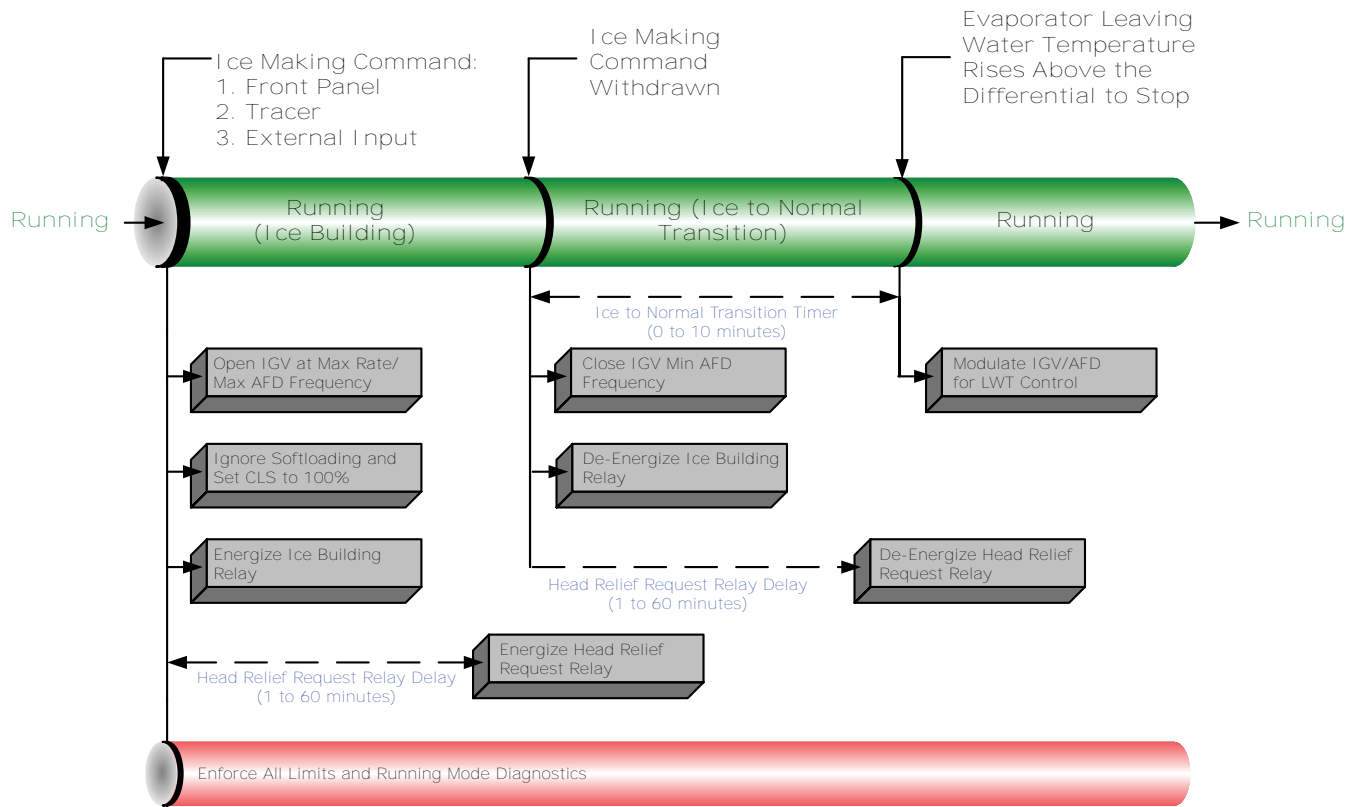 Ice Making Command:
1. Front Panel
2. Tracer
3. External Input
Ice Making
Command
Withdrawn
Evaporator Leaving
Water Temperature
Rises Above the
Differential to Stop
Running
Running
(Ice Building)
Running (Ice to Normal
Transition)
Running
Running
Ice to Normal Transition Timer
(0 to 10 minutes)
Open IGV at Max Rate/
Max AFD Frequency
Close IGV Min AFD
Frequency
Modulate IGV/AFD
for LWT Control
Ignore Softloading and
Set CLS to 100%
De-Energize Ice Building
Relay
Energize Ice Building
Relay
Head Relief Request Relay Delay
(1 to 60 minutes)
De-Energize Head Relief
Request Relay
Head Relief Request Relay Delay
(1 to 60 minutes)
Energize Head Relief
Request Relay
Enforce All Limits and Running Mode Diagnostics